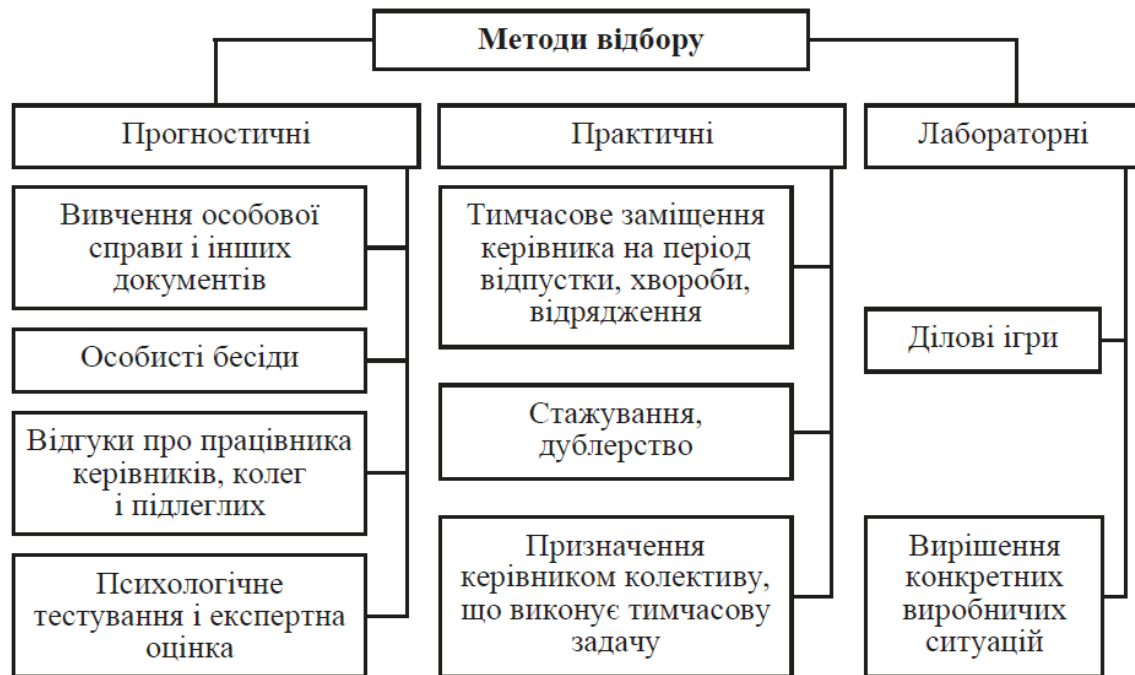 Методи відбору
Прогностичні
Практичні
Лабораторні
Вивчення особової
справи і інших
документів
Особисті бесіди
Відгуки про працівника
керівників, колег
і підлеглих
Психологічне
тестування і експертна
оцінка
Тимчасове заміщення
керівника на період
відпустки, хвороби,
відрядження
Стажування,
дублерство
Призначення
керівником колективу,
що виконує тимчасову
задачу
Ділові ігри
Вирішення
конкретних
виробничих
ситуацій